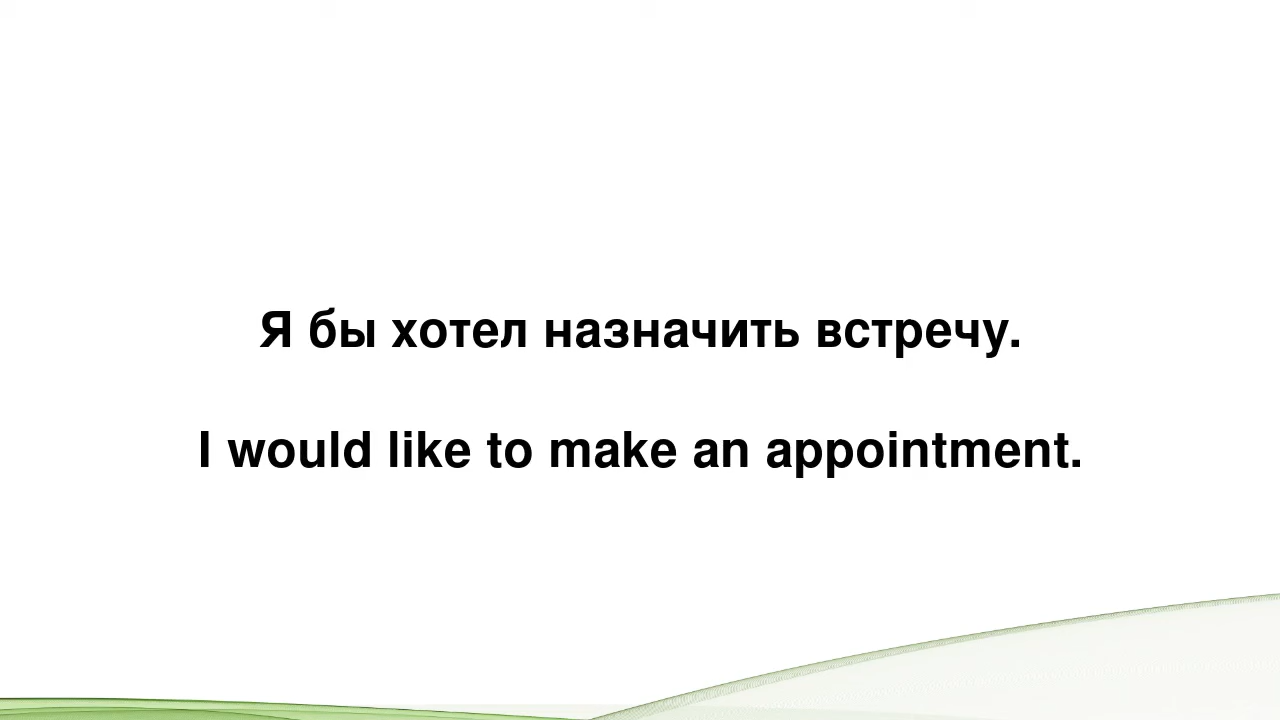 Я бы хотел назначить встречу.
I would like to make an appointment.